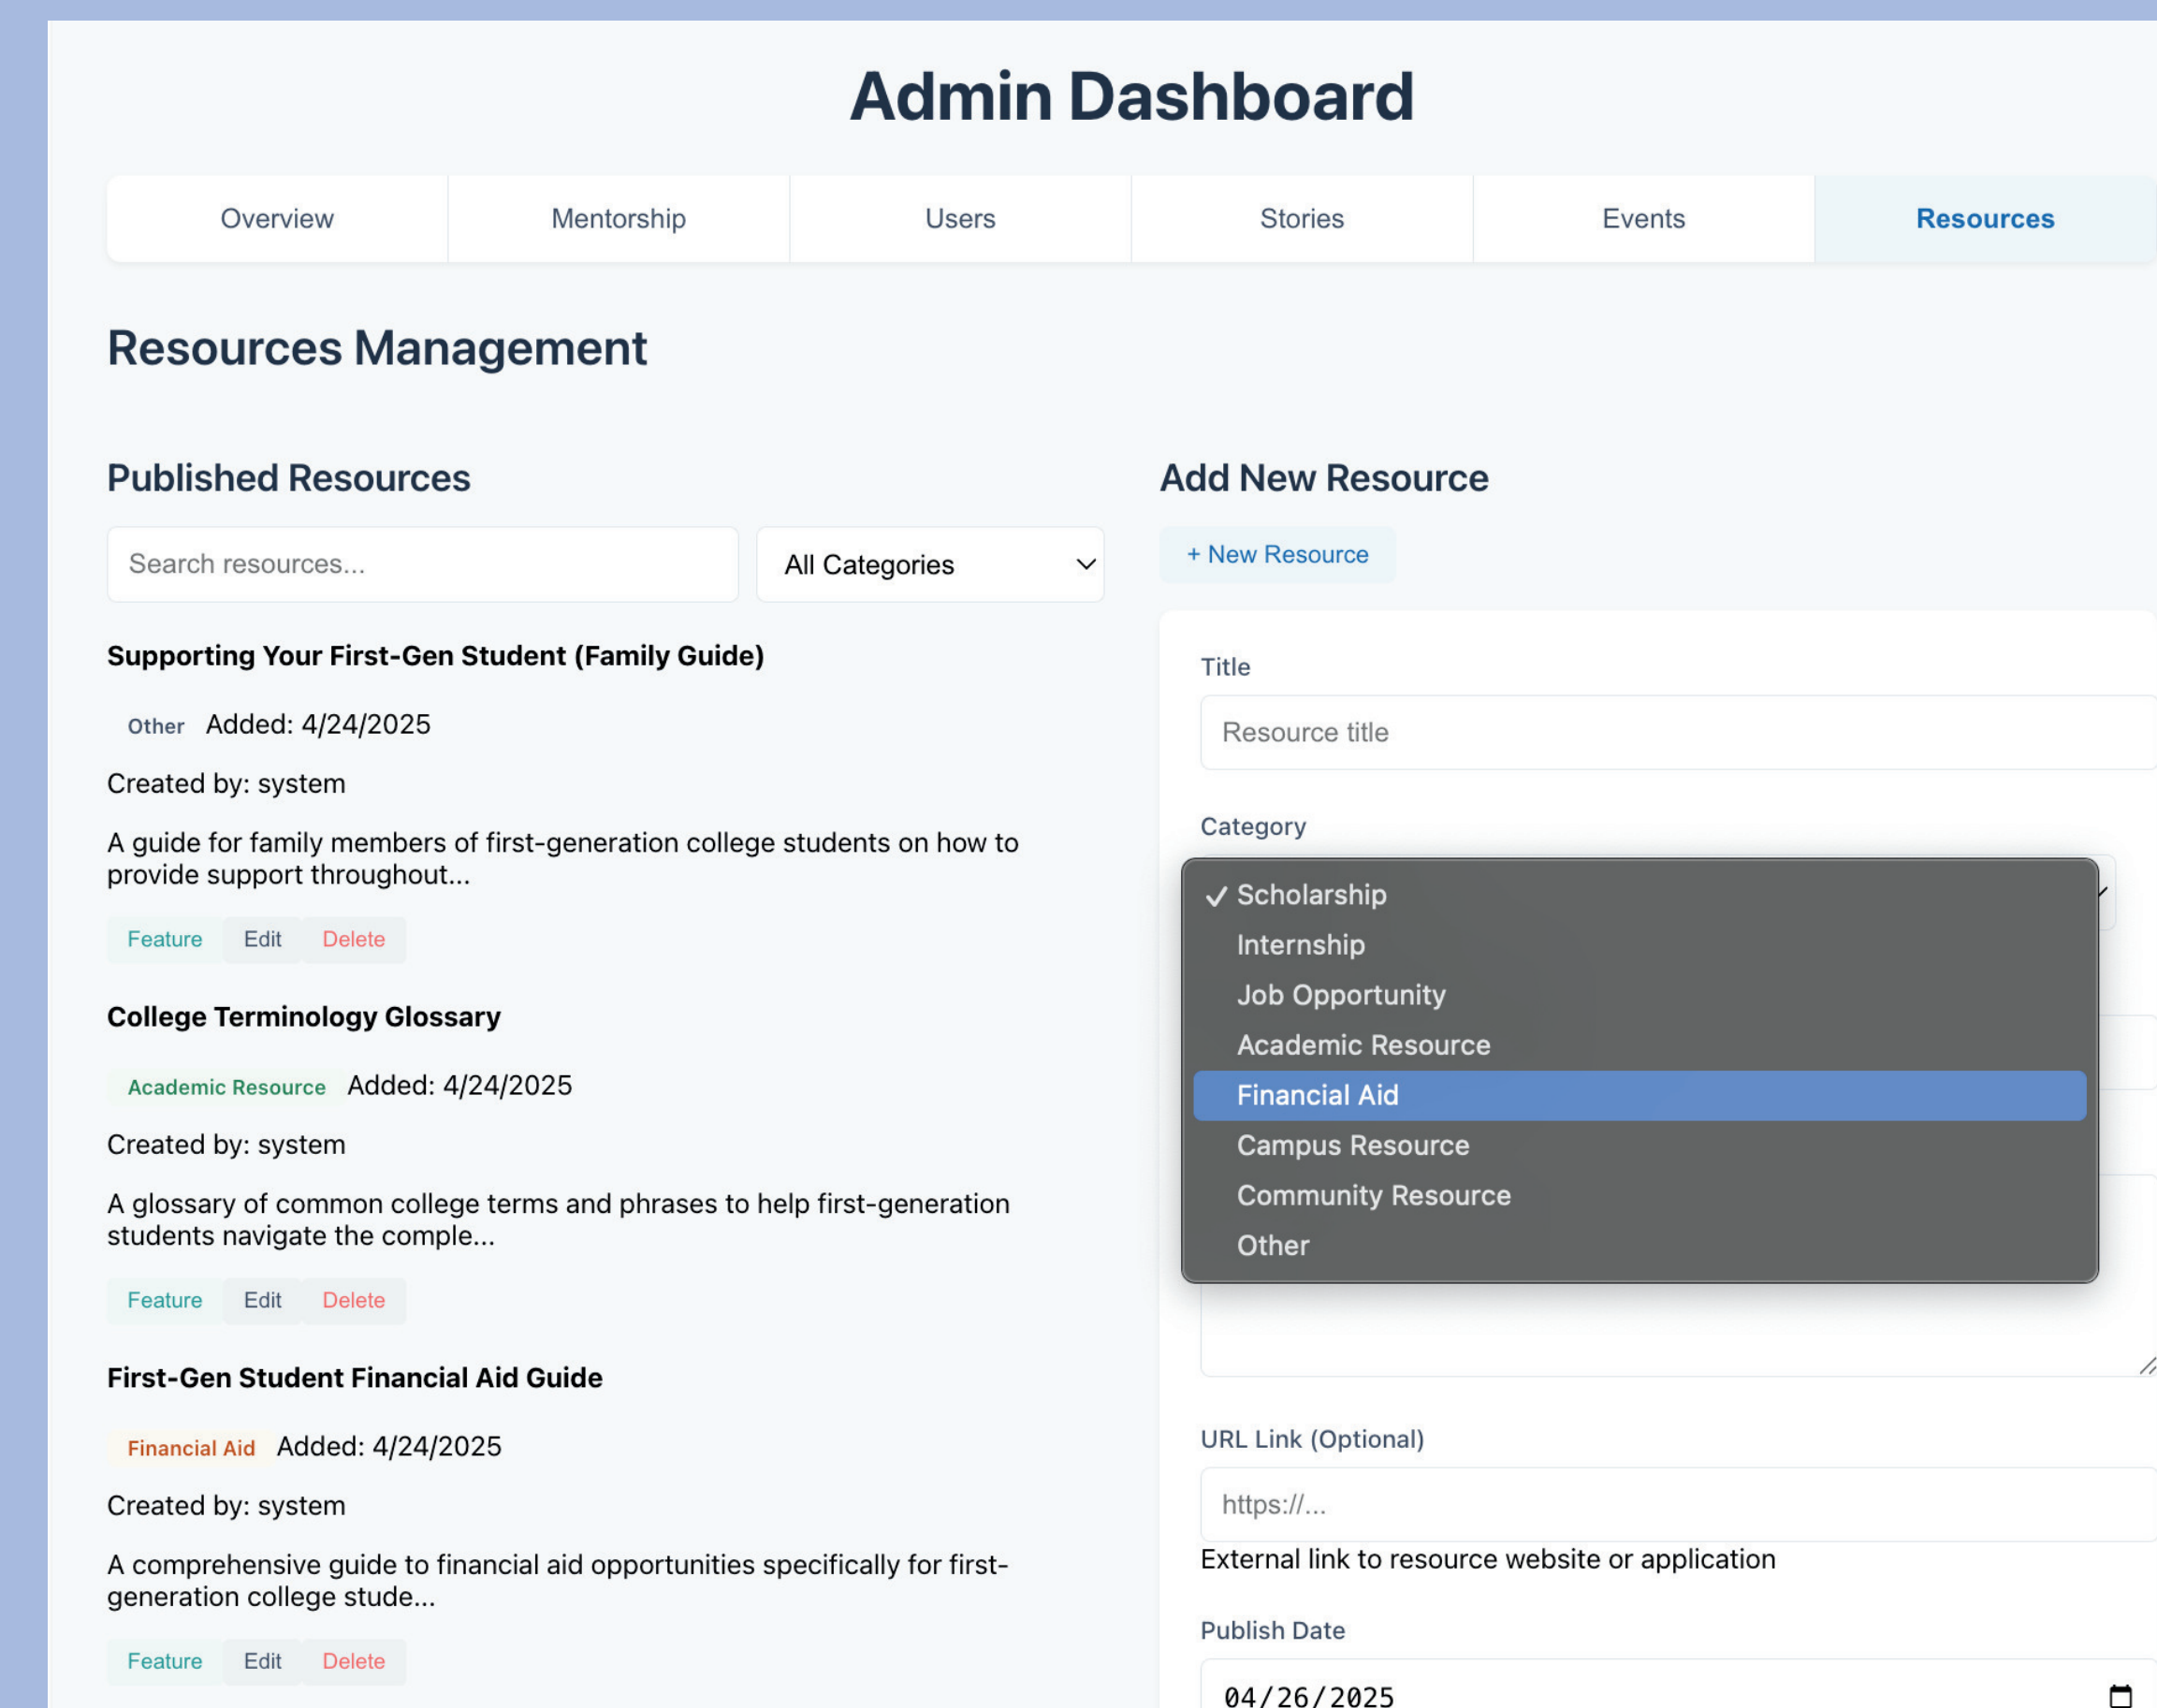 Admin Dashboard
Overview Mentorship Users Stories Events Resources
Resources Management
Published Resources
Search resources...
All Categories
Supporting Your First-Gen Student (Family Guide)
Other Added: 4/24/2025
Created by: system
A guide for family members of first-generation college students on how to
provide support throughout...
Feature Edit Delete
College Terminology Glossary
Academic Resource Added: 4/24/2025
Created by: system
A glossary of common college terms and phrases to help first-generation
students navigate the comple...
Feature Edit Delete
First-Gen Student Financial Aid Guide
Financial Aid Added: 4/24/2025
Created by: system
A comprehensive guide to financial aid opportunities specifically for first-
generation college stude...
Feature Edit Delete
Add New Resource
+ New Resource
Title
Resource title
Category
✓ Scholarship
Internship
Job Opportunity
Academic Resource
Financial Aid
Campus Resource
Community Resource
Other
URL Link (Optional)
https://...
External link to resource website or application
Publish Date
04/26/2025